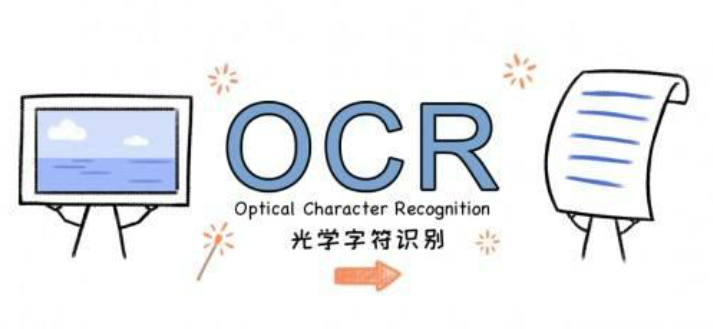 OCR
Optical Character Recognition
光学字符识别